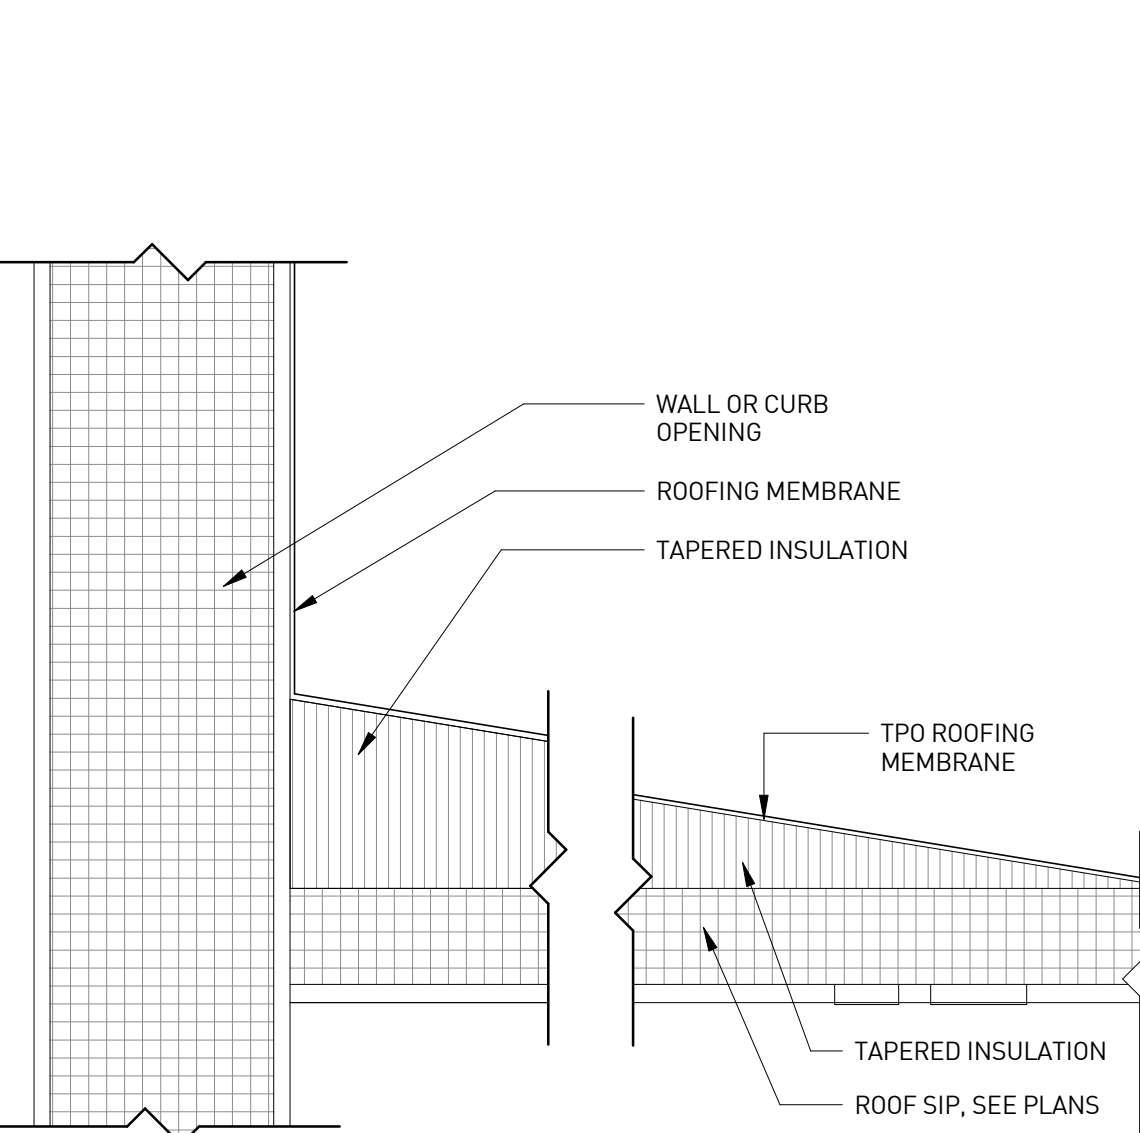 WALL OR CURB
OPENING
ROOFING MEMBRANE
TAPERED INSULATION
TPO ROOFING
MEMBRANE
TAPERED INSULATION
ROOF SIP, SEE PLANS